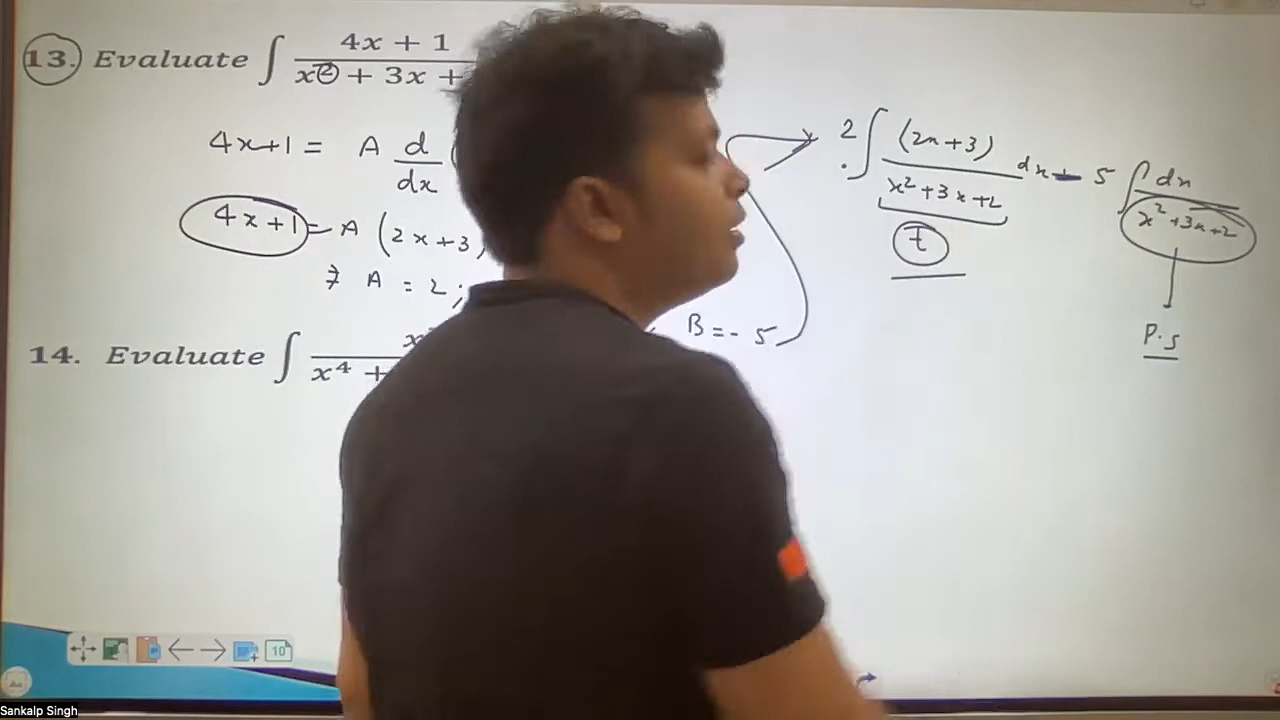 13. Evaluate ∫ 4x + 1
x² + 3x +
4x+1 = A d
dx
4x+1 = A (2x+3
⇒ A = 2;
B = - 5
14. Evaluate ∫ x
x⁴ +
2 ∫ (2x+3) dx - 5 ∫ dx
x²+3x+2 x²+3x+2
t
P.S
10
Sankalp Singh